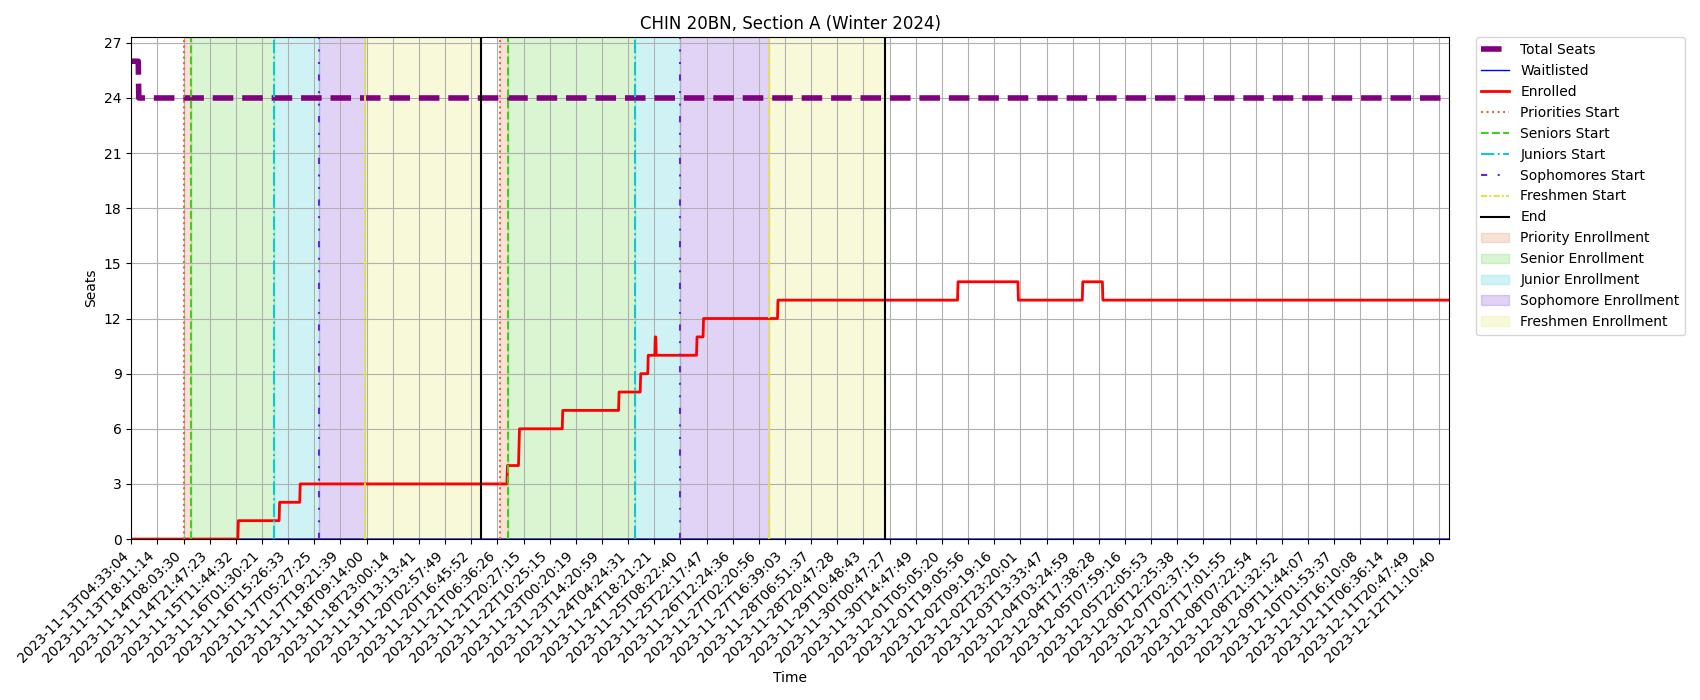 CHIN 20BN, Section A (Winter 2024)
27
24
21
18
15
12
9
6
3
0
Seats
2023-11-13T04:33:04
2023-11-13T18:11:14
2023-11-14T08:03:30
2023-11-14T21:47:23
2023-11-15T11:44:32
2023-11-16T01:30:21
2023-11-16T15:26:33
2023-11-17T05:27:25
2023-11-17T19:21:39
2023-11-18T09:14:00
2023-11-18T23:00:14
2023-11-19T13:13:41
2023-11-20T02:57:49
2023-11-20T16:45:52
2023-11-21T06:36:26
2023-11-21T20:27:15
2023-11-22T10:25:15
2023-11-23T00:20:19
2023-11-23T14:20:59
2023-11-24T04:24:31
2023-11-24T18:21:21
2023-11-25T08:22:40
2023-11-25T22:17:47
2023-11-26T12:24:36
2023-11-27T02:20:56
2023-11-27T16:39:03
2023-11-28T06:51:37
2023-11-28T20:47:28
2023-11-29T10:48:43
2023-11-30T00:47:27
2023-11-30T14:47:49
2023-12-01T05:05:20
2023-12-01T19:05:56
2023-12-02T09:19:16
2023-12-02T23:20:01
2023-12-03T13:33:47
2023-12-04T03:24:59
2023-12-04T17:38:28
2023-12-05T07:59:16
2023-12-05T22:05:53
2023-12-06T12:25:38
2023-12-07T02:37:15
2023-12-07T17:01:55
2023-12-08T07:22:54
2023-12-08T21:32:52
2023-12-09T11:44:07
2023-12-10T01:53:37
2023-12-10T16:10:08
2023-12-11T06:36:14
2023-12-11T20:47:49
2023-12-12T11:10:40
Time
Total Seats
Waitlisted
Enrolled
Priorities Start
Seniors Start
Juniors Start
Sophomores Start
Freshmen Start
End
Priority Enrollment
Senior Enrollment
Junior Enrollment
Sophomore Enrollment
Freshmen Enrollment